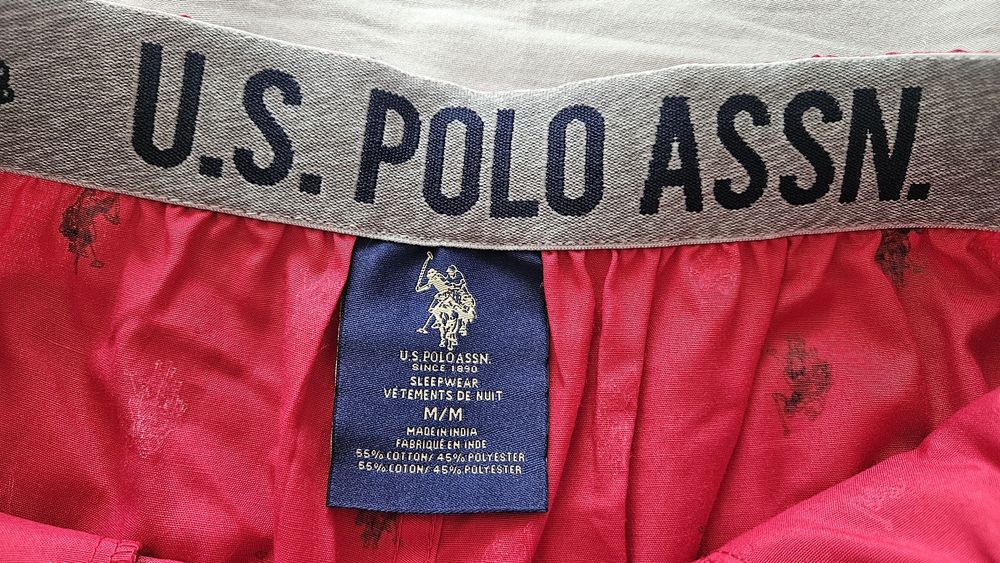 U.S. POLO ASSN.
U.S. POLO ASSN.
SINCE 1890
SLEEPWEAR
VÊTEMENTS DE NUIT
M/M
MADE IN INDIA
FABRIQUÉ EN INDE
55% COTTON/ 45% POLYESTER
55% COTON/ 45% POLYESTER